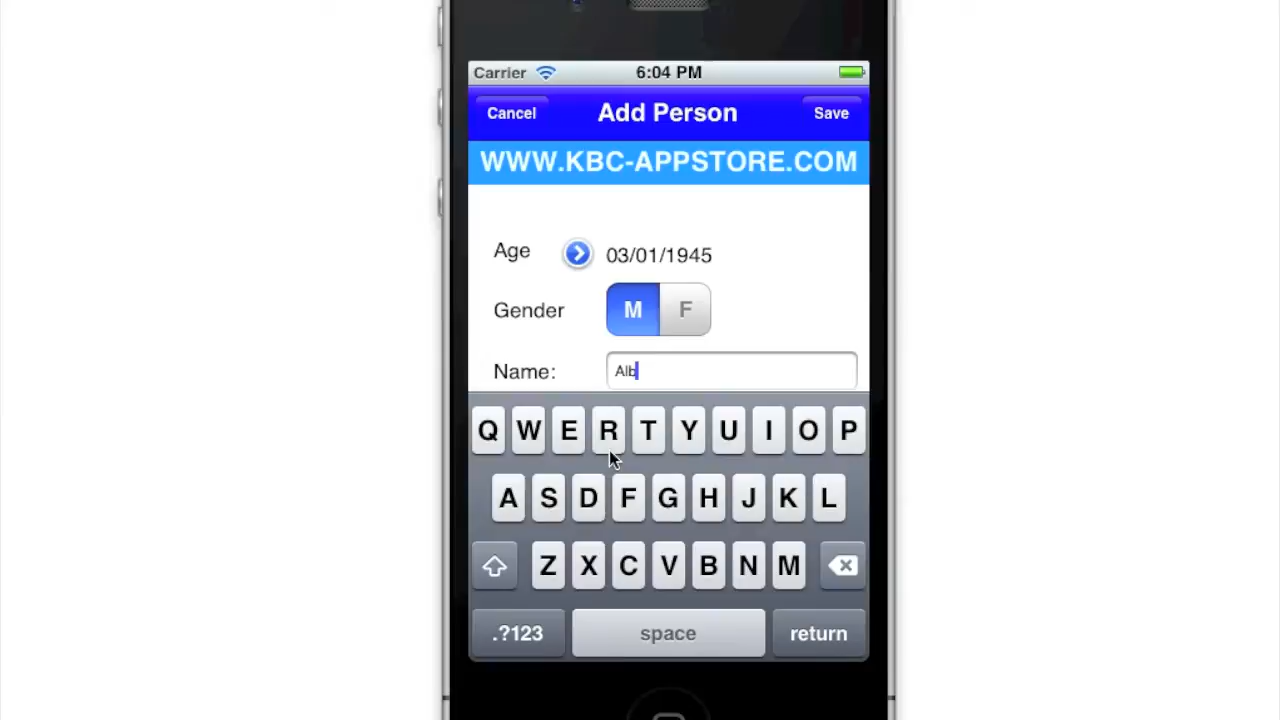 Carrier 6:04 PM
Cancel Add Person Save
WWW.KBC-APPSTORE.COM
Age 03/01/1945
Gender M F
Name: Alb
Q W E R T Y U I O P
A S D F G H J K L
Z X C V B N M
.?123 space return